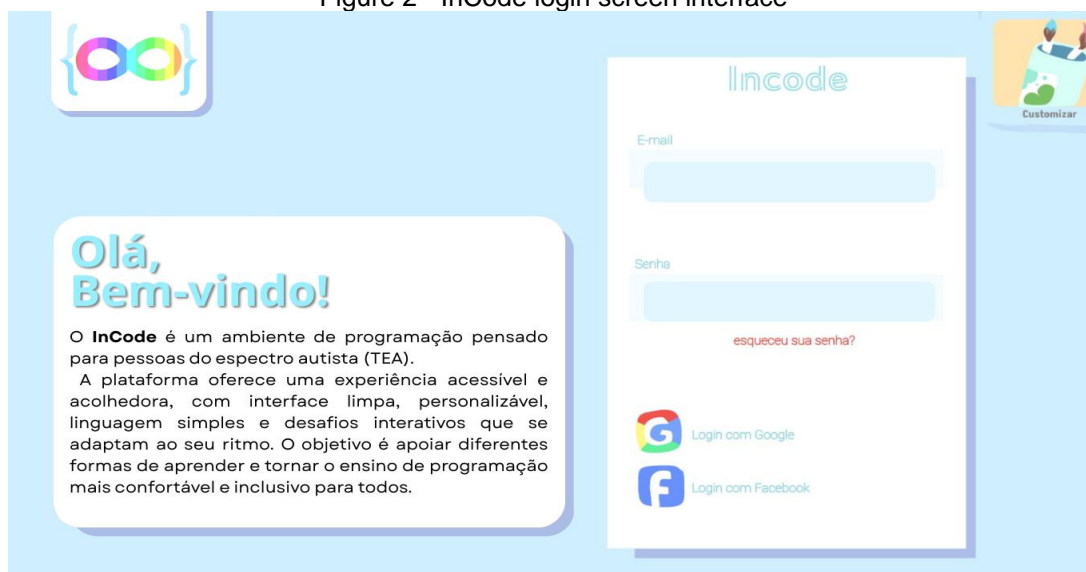 Figure 2 - InCode login screen interface
Customizar
Olá,
Bem-vindo!
O InCode é um ambiente de programação pensado
para pessoas do espectro autista (TEA).
A plataforma oferece uma experiência acessível e
acolhedora, com interface limpa, personalizável,
linguagem simples e desafios interativos que se
adaptam ao seu ritmo. O objetivo é apoiar diferentes
formas de aprender e tornar o ensino de programação
mais confortável e inclusivo para todos.
Incode
E-mail
Senha
esqueceu sua senha?
Login com Google
Login com Facebook